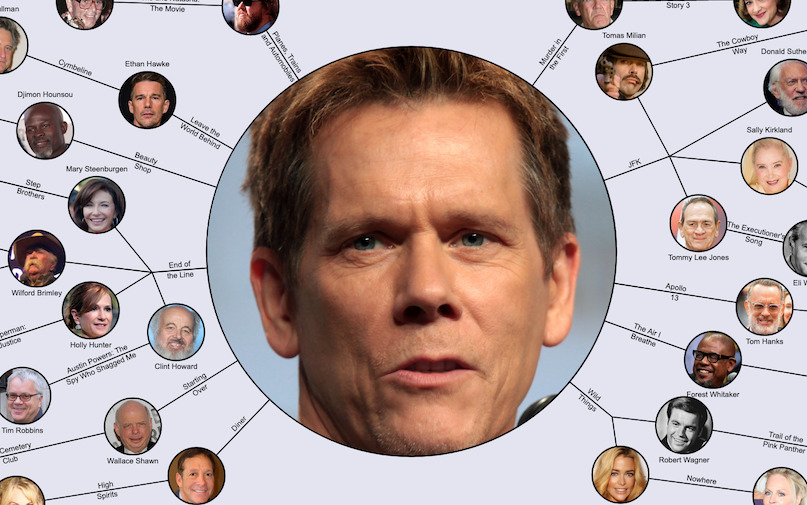 llman
The Movie
Planes, Trains
and Automobiles
Murder in
the First
Story 3
Tomas Milian
The Cowboy
Way
Donald Suthe
Cymbeline
Ethan Hawke
Djimon Hounsou
Leave the
World Behind
Beauty
Shop
Mary Steenburgen
Step
Brothers
JFK
Sally Kirkland
The Executioner's
Song
Tommy Lee Jones
Eli W
End of
the Line
Wilford Brimley
Apollo
13
Tom Hanks
Holly Hunter
perman:
Justice
Austin Powers: The
Spy Who Shagged Me
Clint Howard
The Air I
Breathe
Forest Whitaker
Starting
Over
Tim Robbins
Wild
Things
Cemetery
Club
Wallace Shawn
Diner
Robert Wagner
Trail of the
Pink Panther
High
Spirits
Nowhere